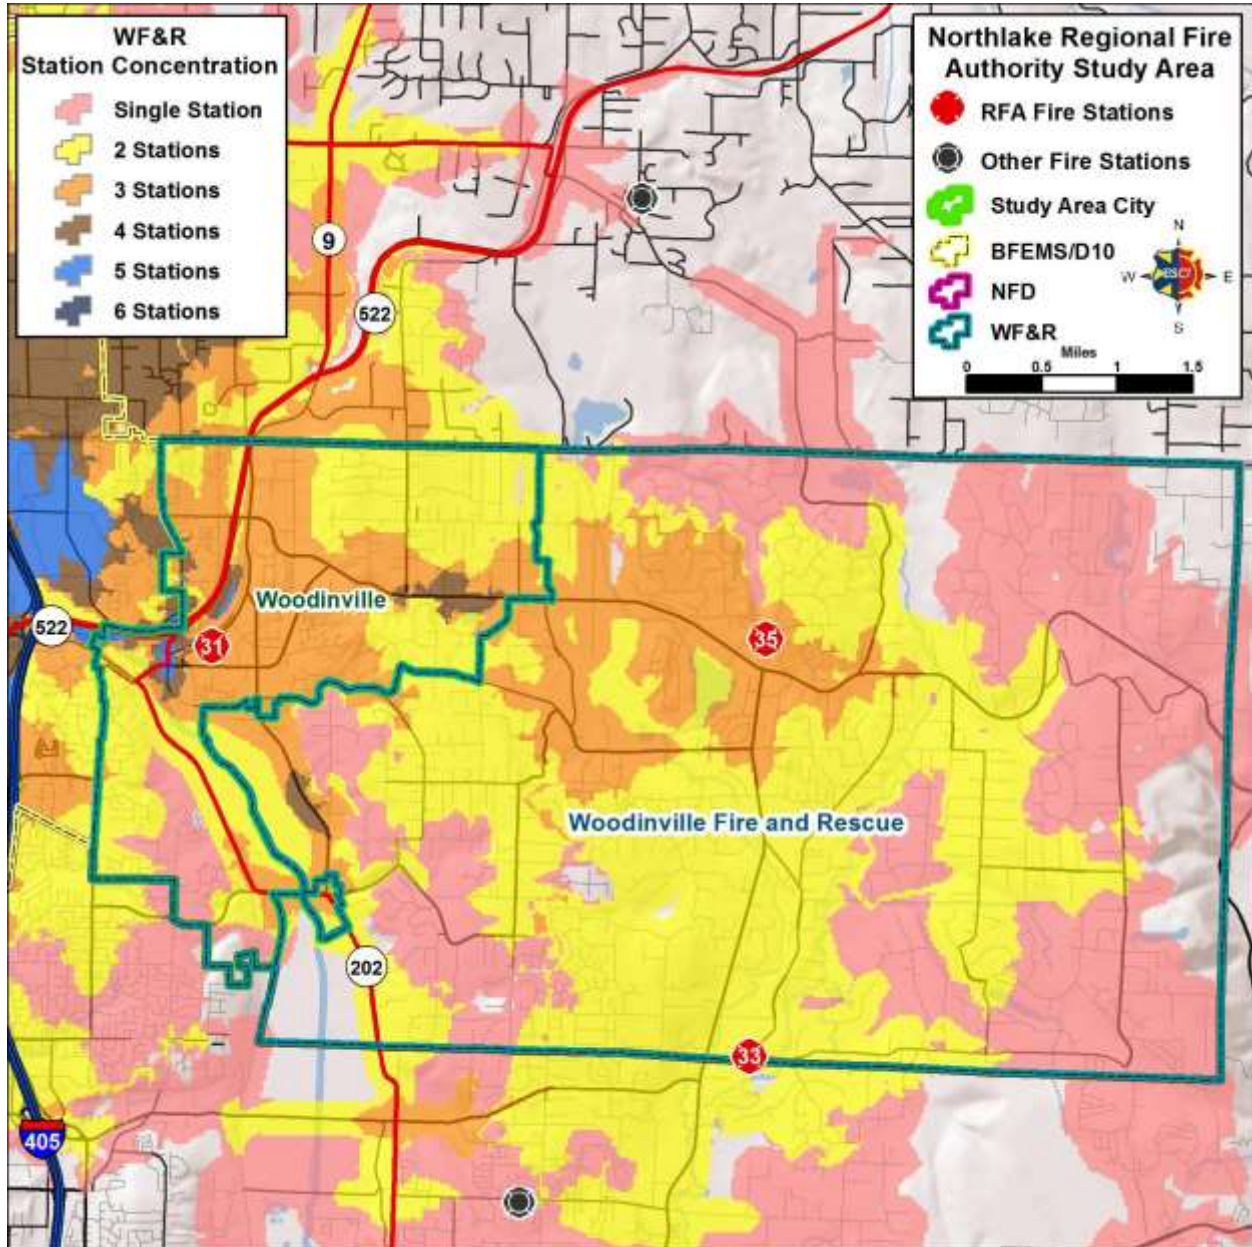 WF&R
Station Concentration
Single Station
2 Stations
3 Stations
4 Stations
5 Stations
6 Stations
Northlake Regional Fire
Authority Study Area
RFA Fire Stations
Other Fire Stations
Study Area City
BFEMS/D10
NFD
WF&R
N
W
ESCI
E
S
Miles
0
0.5
1
1.5
9
522
522
Woodinville
31
35
Woodinville Fire and Rescue
202
33
405